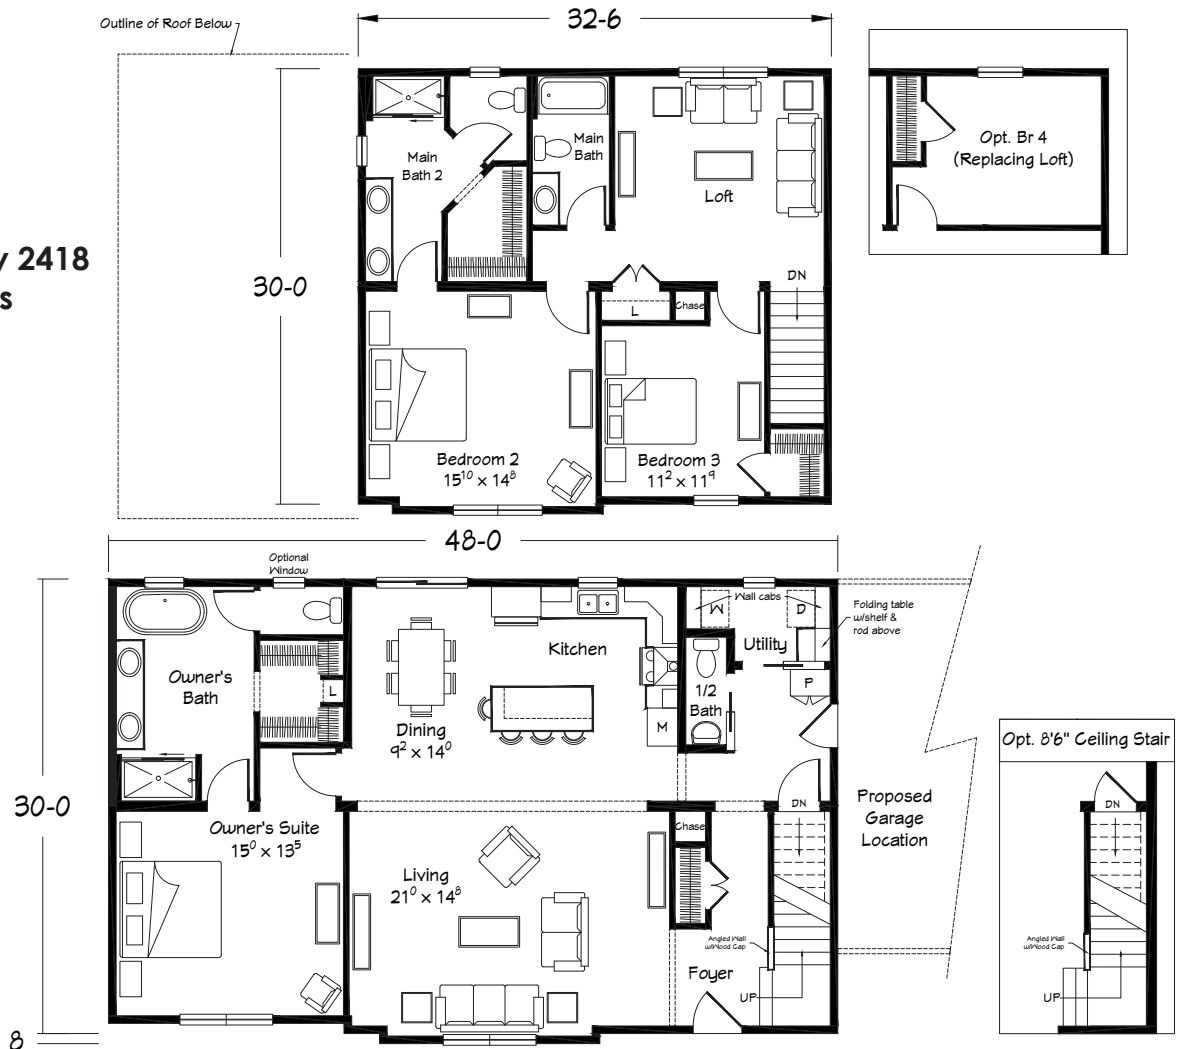 Outline of Roof Below
32-6
30-0
y 2418
s
Main
Bath 2
Main
Bath
Loft
DN
L
Chase
Bedroom 2
15¹⁰ x 14⁸
Bedroom 3
11² x 11⁹
Opt. Br 4
(Replacing Loft)
48-0
Optional
Window
30-0
8
Owner's
Bath
L
Owner's Suite
15⁰ x 13⁵
Dining
9² x 14⁰
Kitchen
M
Wall cabs
W
D
Utility
Folding table
w/shelf &
rod above
1/2
Bath
P
DN
Chase
Living
21⁰ x 14⁸
Angled Wall
w/Wood Cap
Foyer
UP
Proposed
Garage
Location
Opt. 8'6" Ceiling Stair
DN
Angled Wall
w/Wood Cap
UP